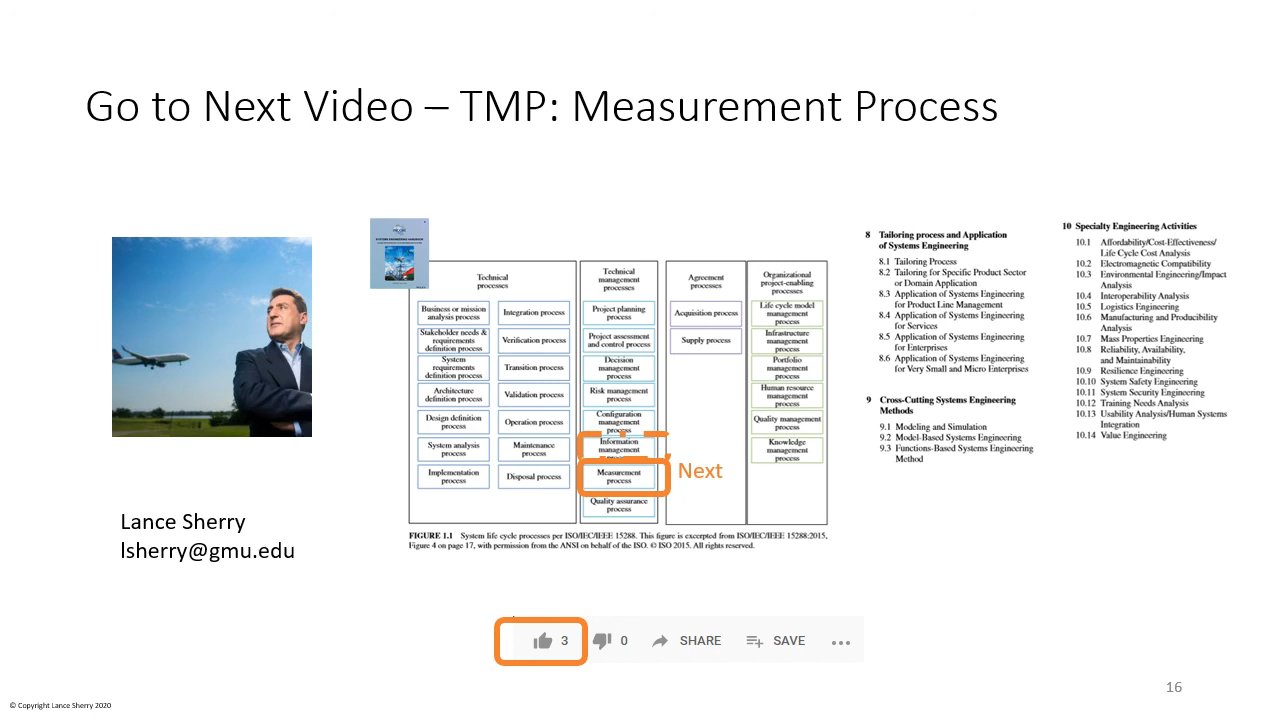 Go to Next Video – TMP: Measurement Process
Lance Sherry
lsherry@gmu.edu
Technical
processes
Business or mission
analysis process
Stakeholder needs &
requirements
definition process
System
requirements
definition process
Architecture
definition process
Design definition
process
System analysis
process
Implementation
process
Integration process
Verification process
Transition process
Validation process
Operation process
Maintenance
process
Disposal process
Technical
management
processes
Project planning
process
Project assessment
and control process
Decision
management
process
Risk management
process
Configuration
management
process
Information
management
Measurement
process
Quality assurance
process
Next
Agreement
processes
Acquisition process
Supply process
Organizational
project-enabling
processes
Life cycle model
management
process
Infrastructure
management
process
Portfolio
management
process
Human resource
management
process
Quality management
process
Knowledge
management
process
FIGURE 1.1 System life cycle processes per ISO/IEC/IEEE 15288. This figure is excerpted from ISO/IEC/IEEE 15288:2015,
Figure 4 on page 17, with permission from the ANSI on behalf of the ISO. © ISO 2015. All rights reserved.
8 Tailoring process and Application
of Systems Engineering
8.1 Tailoring Process
8.2 Tailoring for Specific Product Sector
or Domain Application
8.3 Application of Systems Engineering
for Product Line Management
8.4 Application of Systems Engineering
for Services
8.5 Application of Systems Engineering
for Enterprises
8.6 Application of Systems Engineering
for Very Small and Micro Enterprises
9 Cross-Cutting Systems Engineering
Methods
9.1 Modeling and Simulation
9.2 Model-Based Systems Engineering
9.3 Functions-Based Systems Engineering
Method
10 Specialty Engineering Activities
10.1 Affordability/Cost-Effectiveness/
Life Cycle Cost Analysis
10.2 Electromagnetic Compatibility
10.3 Environmental Engineering/Impact
Analysis
10.4 Interoperability Analysis
10.5 Logistics Engineering
10.6 Manufacturing and Producibility
Analysis
10.7 Mass Properties Engineering
10.8 Reliability, Availability,
and Maintainability
10.9 Resilience Engineering
10.10 System Safety Engineering
10.11 System Security Engineering
10.12 Training Needs Analysis
10.13 Usability Analysis/Human Systems
Integration
10.14 Value Engineering
3 0 SHARE SAVE
16
© Copyright Lance Sherry 2020